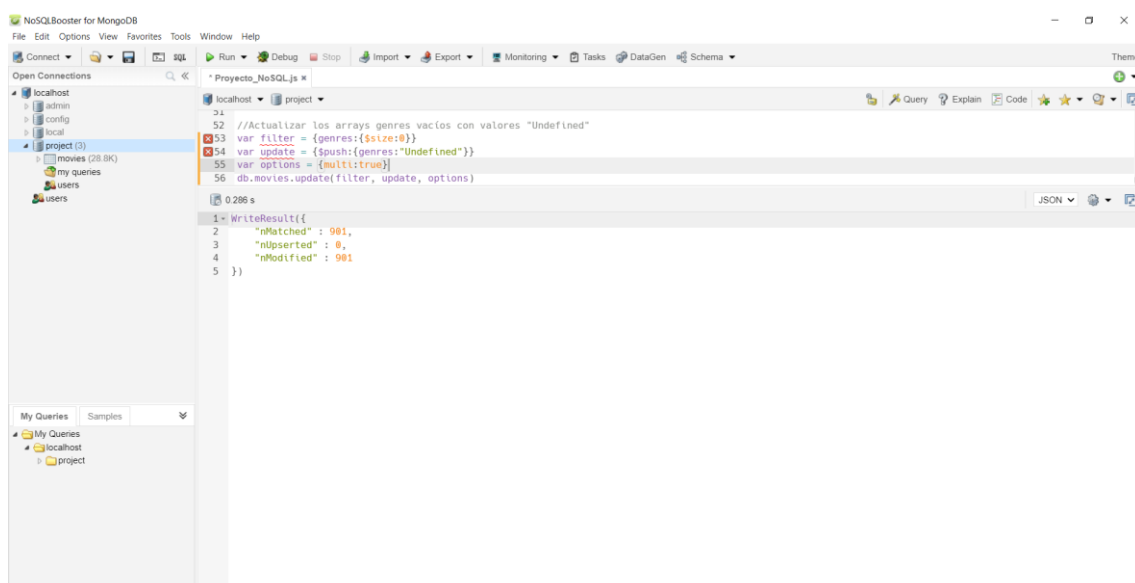 NoSQLBooster for MongoDB
File Edit Options View Favorites Tools Window Help
Connect SQL Run Debug Stop Import Export Monitoring Tasks DataGen Schema Them
Open Connections
* Proyecto_NoSQL.js
localhost
admin
config
local
project (3)
movies (28.8K)
my queries
users
users
localhost project Query Explain Code
51
52 //Actualizar los arrays genres vacíos con valores "Undefined"
53 var filter = {genres:{$size:0}}
54 var update = {$push:{genres:"Undefined"}}
55 var options = {multi:true}
56 db.movies.update(filter, update, options)
0.286 s JSON
1 WriteResult({
2 "nMatched" : 901,
3 "nUpserted" : 0,
4 "nModified" : 901
5 })
My Queries Samples
My Queries
localhost
project